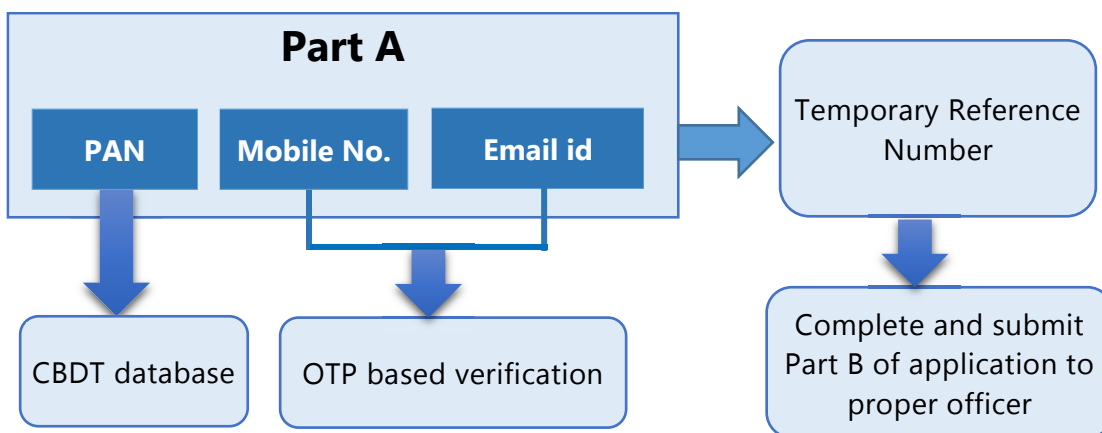 Part A
PAN
Mobile No.
Email id
Temporary Reference
Number
CBDT database
OTP based verification
Complete and submit
Part B of application to
proper officer